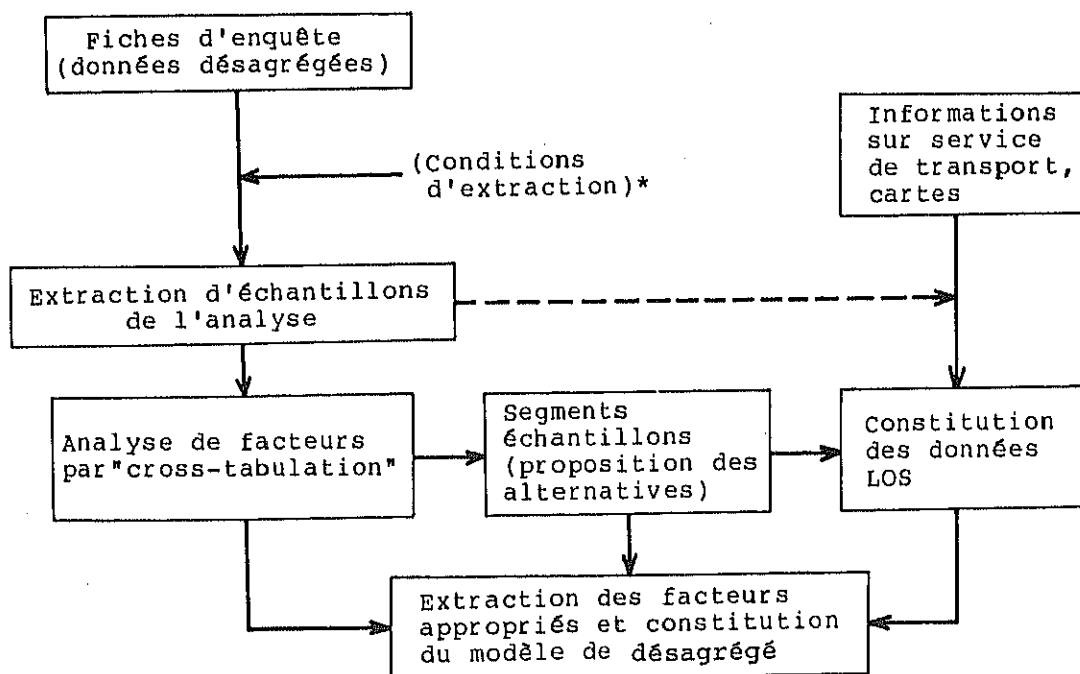 Fiches d'enquête
(données désagrégées)
(Conditions
d'extraction)*
Informations
sur service
de transport,
cartes
Extraction d'échantillons
de l'analyse
Analyse de facteurs
par"cross-tabulation"
Segments
échantillons
(proposition des
alternatives)
Constitution
des données
LOS
Extraction des facteurs
appropriés et constitution
du modèle de désagrégé